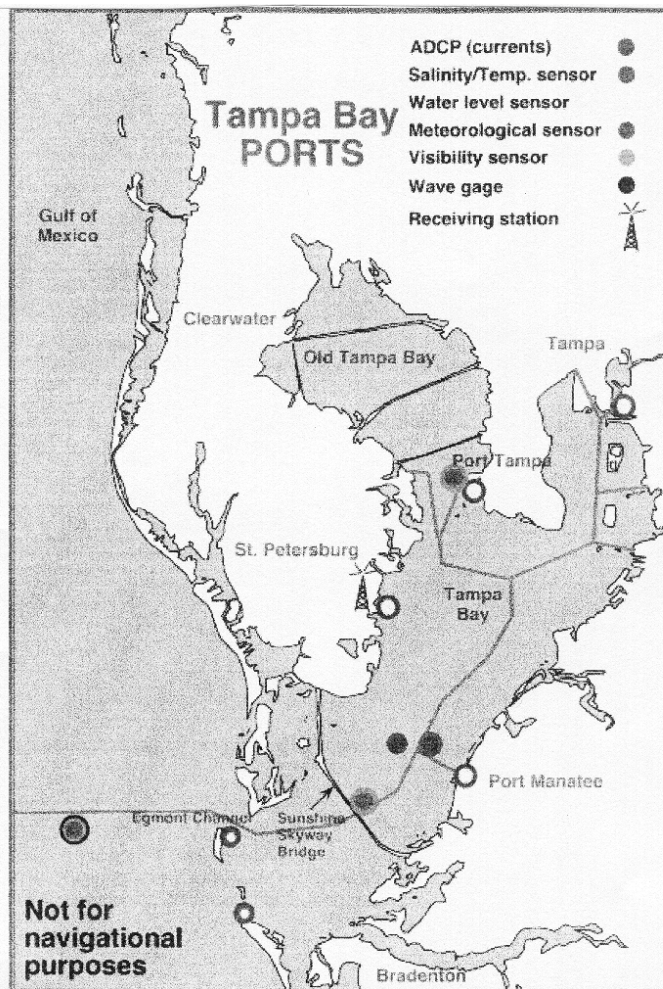 ADCP (currents)
Salinity/Temp. sensor
Water level sensor
Meteorological sensor
Visibility sensor
Wave gage
Receiving station
Tampa Bay
PORTS
Gulf of
Mexico
Clearwater
Old Tampa Bay
Tampa
Port Tampa
St. Petersburg
Tampa
Bay
Port Manatee
Egmont Channel
Sunshine
Skyway
Bridge
Not for
navigational
purposes
Bradenton